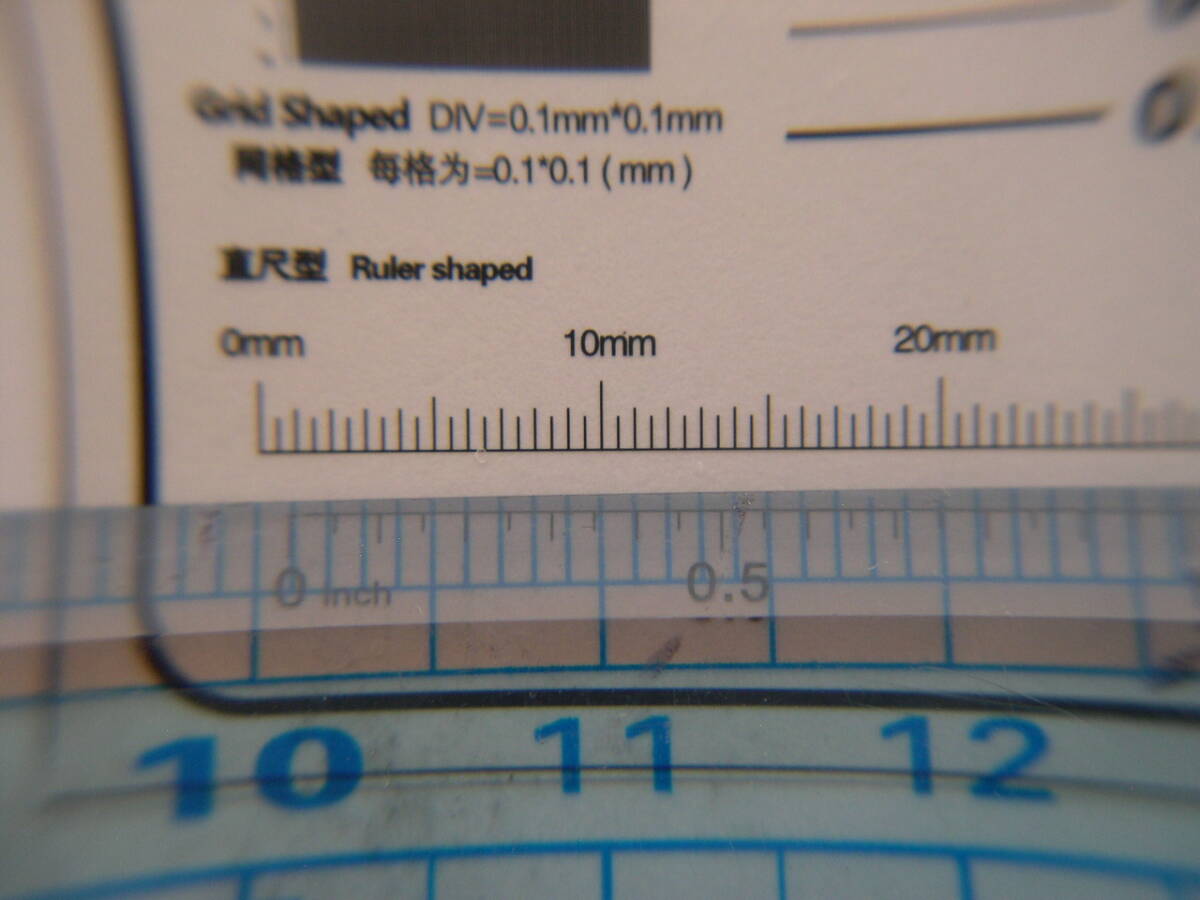 Grid Shaped DIV=0.1mm*0.1mm
网格型 每格为=0.1*0.1 (mm)
直尺型 Ruler shaped
0mm 10mm 20mm
0 inch 0.5
10 11 12